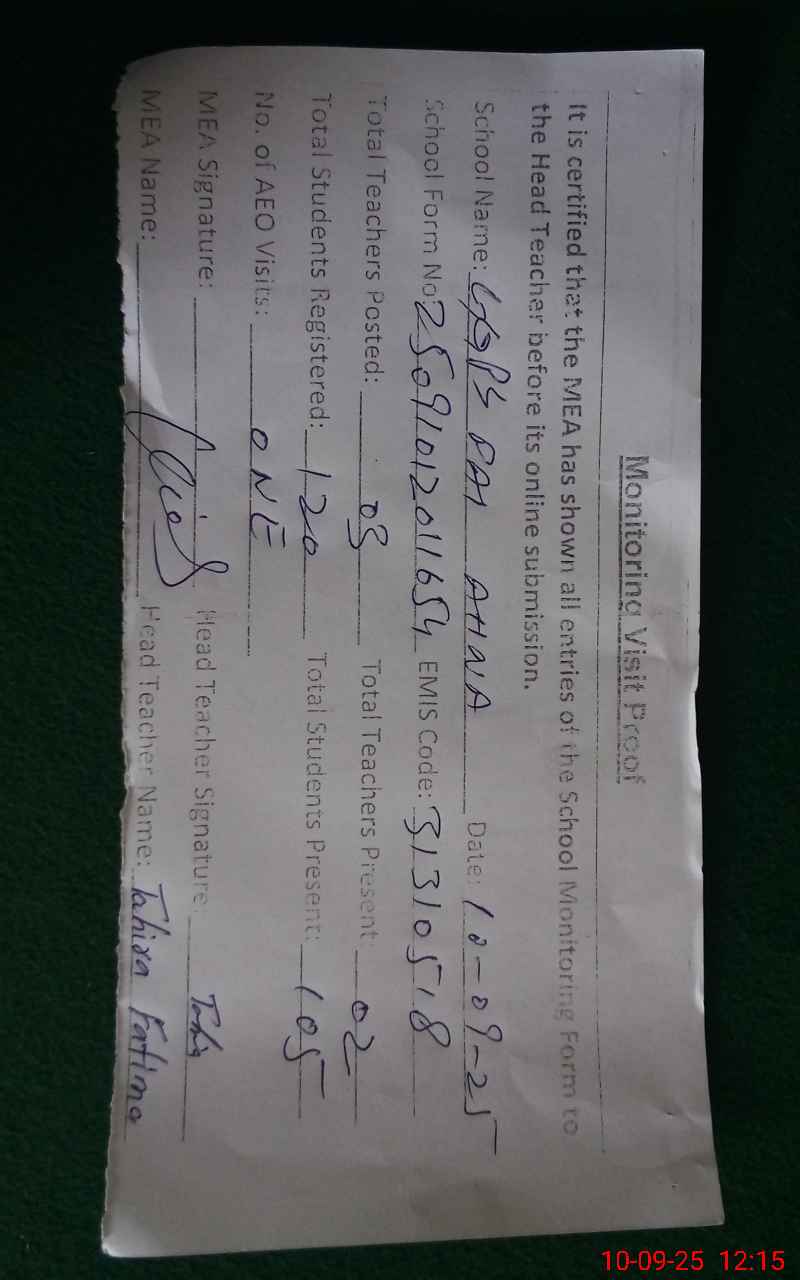 Monitoring Visit Proof
It is certified that the MEA has shown all entries of the School Monitoring Form to
the Head Teacher before its online submission.
School Name: GGPS PAI AHNA Date: 10-09-25
School Form No: 2509101201165 EMIS Code: 31310518
Total Teachers Posted: 03 Total Teachers Present: 02
Total Students Registered: 120 Total Students Present: 105
No. of AEO Visits: ONE
MEA Signature: Head Teacher Signature:
MEA Name: Head Teacher Name: Tahira Fatima
10-09-25 12:15